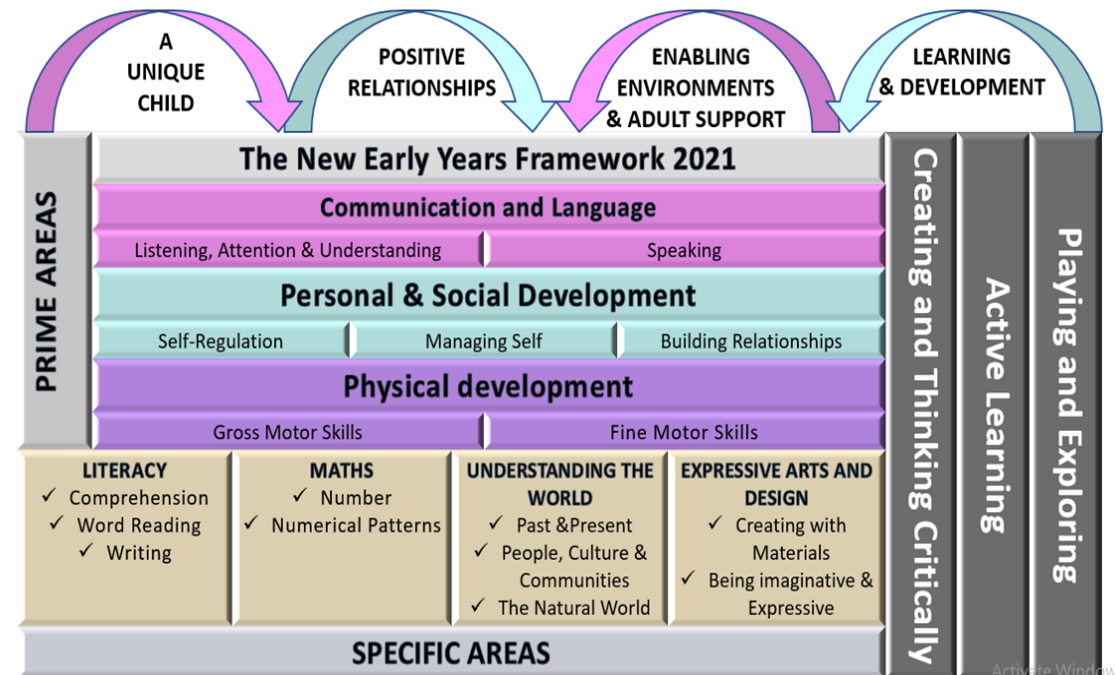 A
UNIQUE
CHILD
POSITIVE
RELATIONSHIPS
ENABLING
ENVIRONMENTS
& ADULT SUPPORT
LEARNING
& DEVELOPMENT
PRIME AREAS
The New Early Years Framework 2021
Communication and Language
Listening, Attention & Understanding
Speaking
Personal & Social Development
Self-Regulation
Managing Self
Building Relationships
Physical development
Gross Motor Skills
Fine Motor Skills
LITERACY
✓ Comprehension
✓ Word Reading
✓ Writing
MATHS
✓ Number
✓ Numerical Patterns
UNDERSTANDING THE
WORLD
✓ Past &Present
✓ People, Culture &
Communities
✓ The Natural World
EXPRESSIVE ARTS AND
DESIGN
✓ Creating with
Materials
✓ Being imaginative &
Expressive
SPECIFIC AREAS
Creating and Thinking Critically
Active Learning
Playing and Exploring
Activate Window